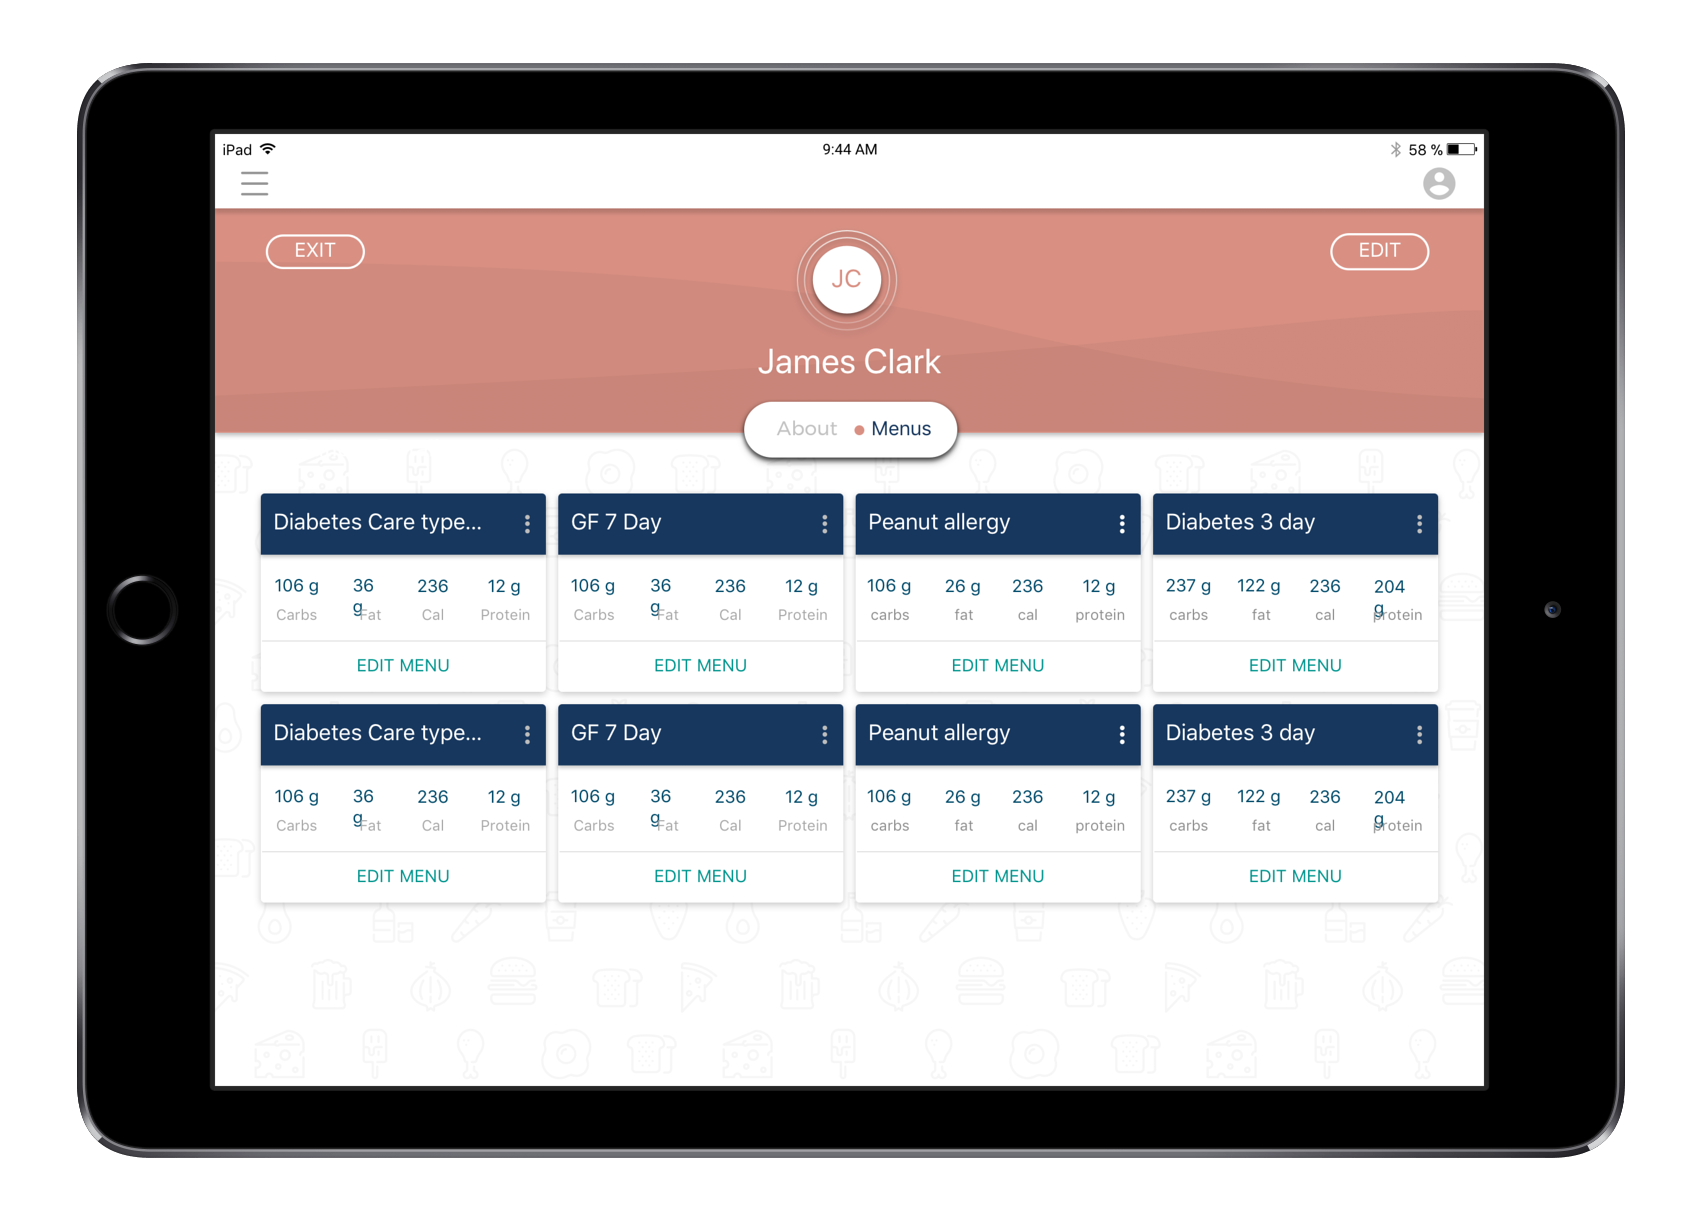 iPad 9:44 AM 58 %
EXIT EDIT
JC
James Clark
About Menus
Diabetes Care type... GF 7 Day Peanut allergy Diabetes 3 day
106 g 36 g 236 12 g 106 g 36 g 236 12 g 106 g 26 g 236 12 g 237 g 122 g 236 204 g
Carbs Fat Cal Protein Carbs Fat Cal Protein carbs fat cal protein carbs fat cal protein
EDIT MENU EDIT MENU EDIT MENU EDIT MENU
Diabetes Care type... GF 7 Day Peanut allergy Diabetes 3 day
106 g 36 g 236 12 g 106 g 36 g 236 12 g 106 g 26 g 236 12 g 237 g 122 g 236 204 g
Carbs Fat Cal Protein Carbs Fat Cal Protein carbs fat cal protein carbs fat cal protein
EDIT MENU EDIT MENU EDIT MENU EDIT MENU